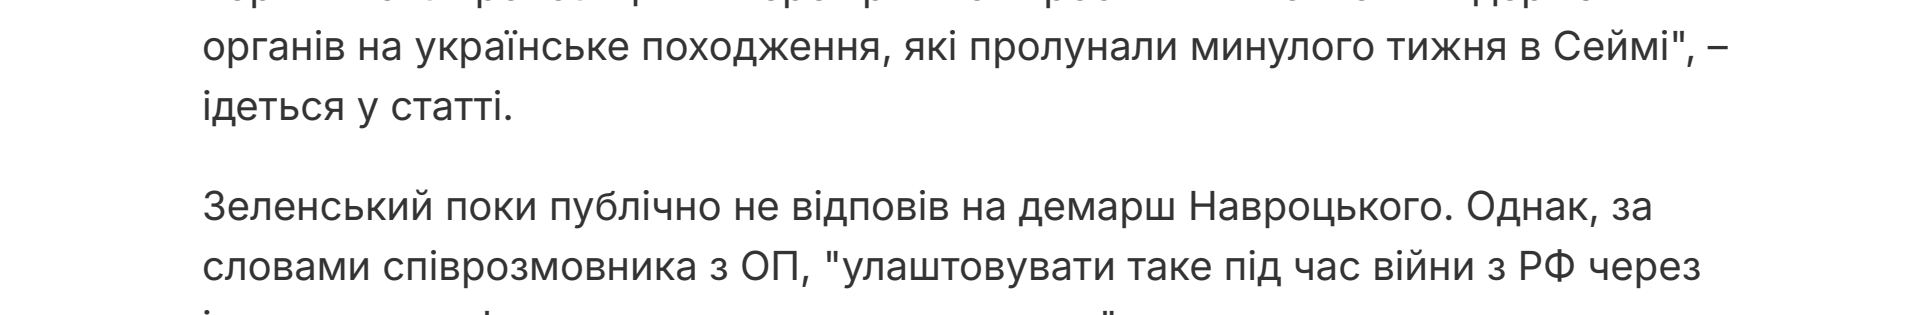 органів на українське походження, які пролунали минулого тижня в Сеймі", –
ідеться у статті.
Зеленський поки публічно не відповів на демарш Навроцького. Однак, за
словами співрозмовника з ОП, "улаштовувати таке під час війни з РФ через